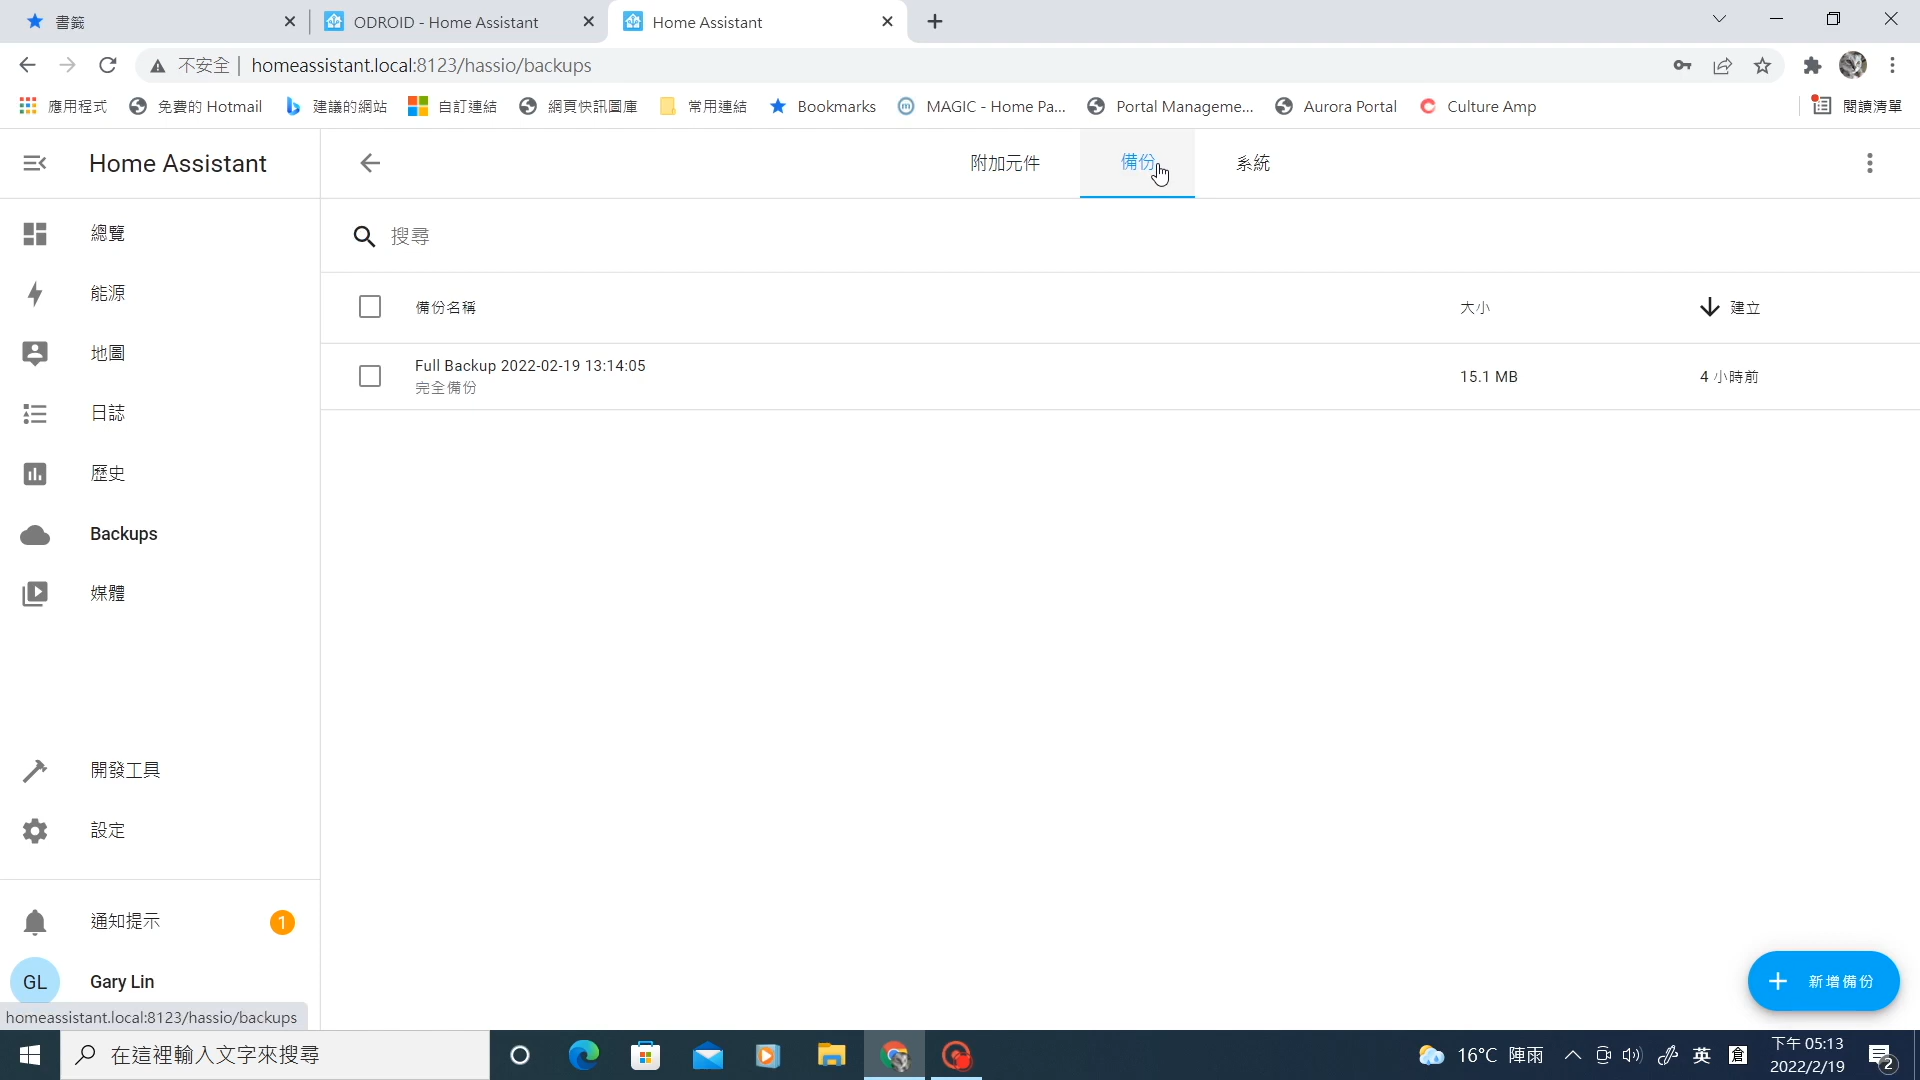 書籤
ODROID - Home Assistant
Home Assistant
不安全
homeassistant.local:8123/hassio/backups
應用程式
免費的 Hotmail
建議的網站
自訂連結
網頁快訊圖庫
常用連結
Bookmarks
MAGIC - Home Pa...
Portal Manageme...
Aurora Portal
Culture Amp
閱讀清單
Home Assistant
附加元件
備份
系統
總覽
搜尋
能源
備份名稱
大小
建立
地圖
Full Backup 2022-02-19 13:14:05
完全備份
15.1 MB
4 小時前
日誌
歷史
Backups
媒體
開發工具
設定
通知提示
1
GL
Gary Lin
新增備份
homeassistant.local:8123/hassio/backups
在這裡輸入文字來搜尋
16°C 陣雨
英
倉
下午 05:13
2022/2/19
2